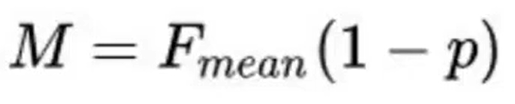 M = F_{mean}(1 − p)